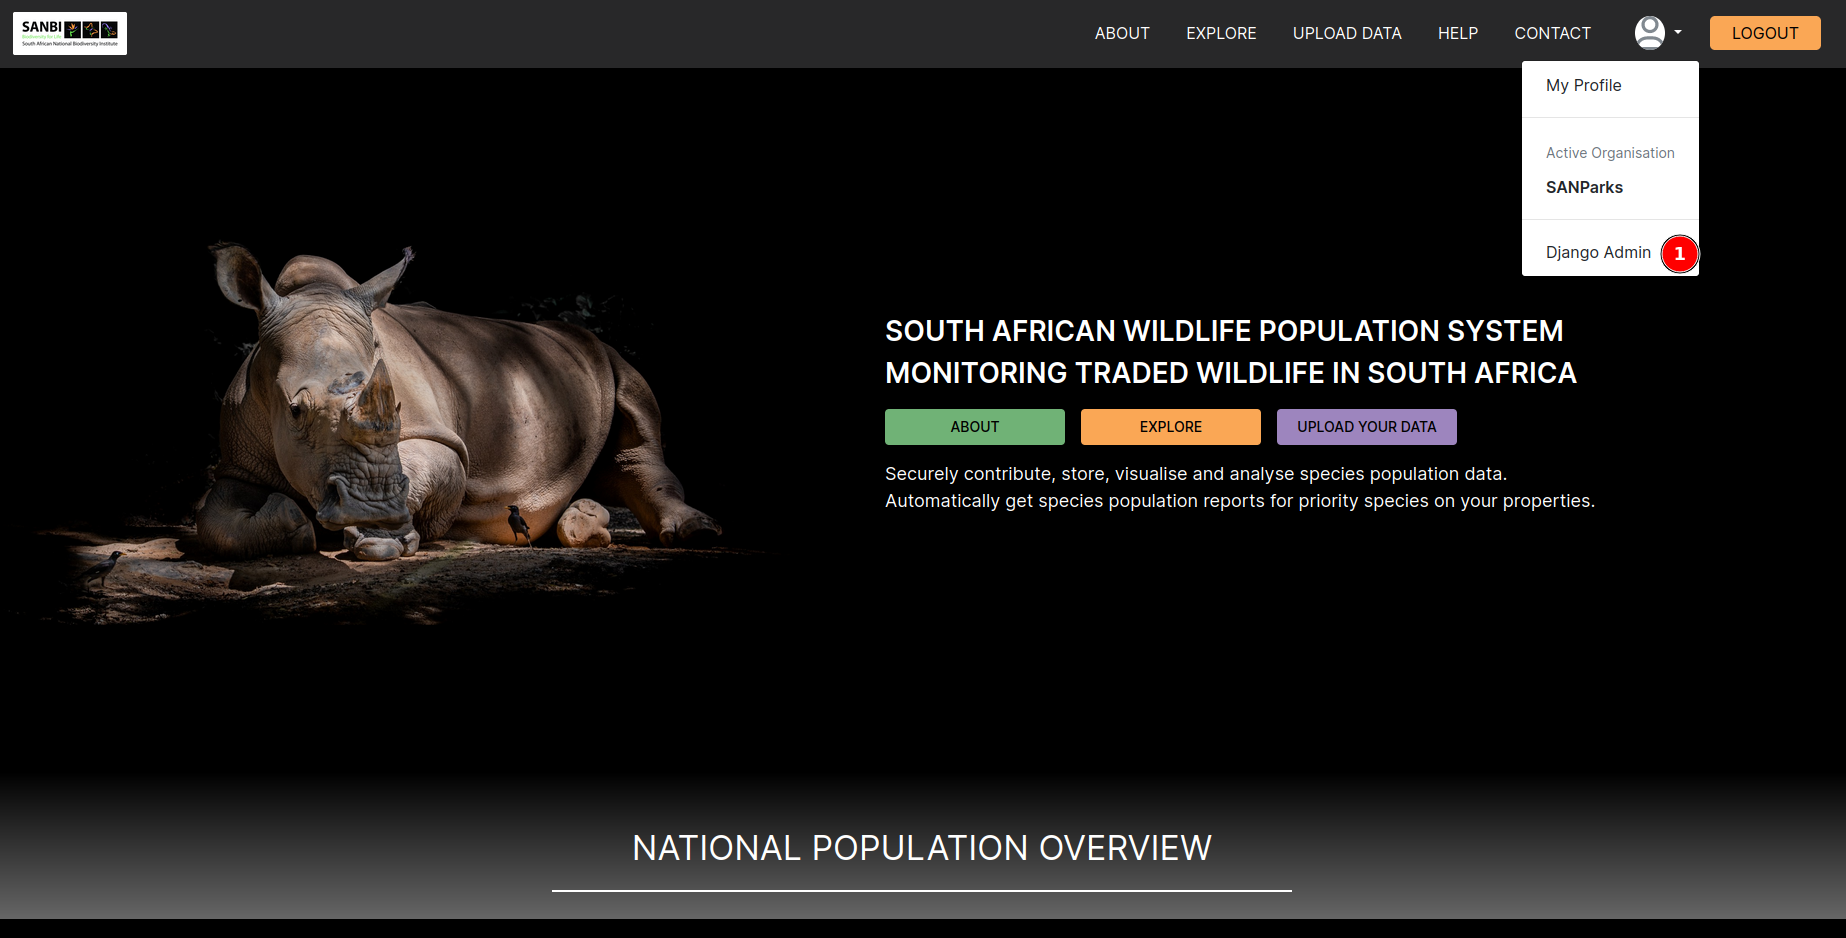 SANBI
Biodiversity for Life
South African National Biodiversity Institute
ABOUT EXPLORE UPLOAD DATA HELP CONTACT LOGOUT
My Profile
Active Organisation
SANParks
Django Admin 1
SOUTH AFRICAN WILDLIFE POPULATION SYSTEM
MONITORING TRADED WILDLIFE IN SOUTH AFRICA
ABOUT EXPLORE UPLOAD YOUR DATA
Securely contribute, store, visualise and analyse species population data.
Automatically get species population reports for priority species on your properties.
NATIONAL POPULATION OVERVIEW